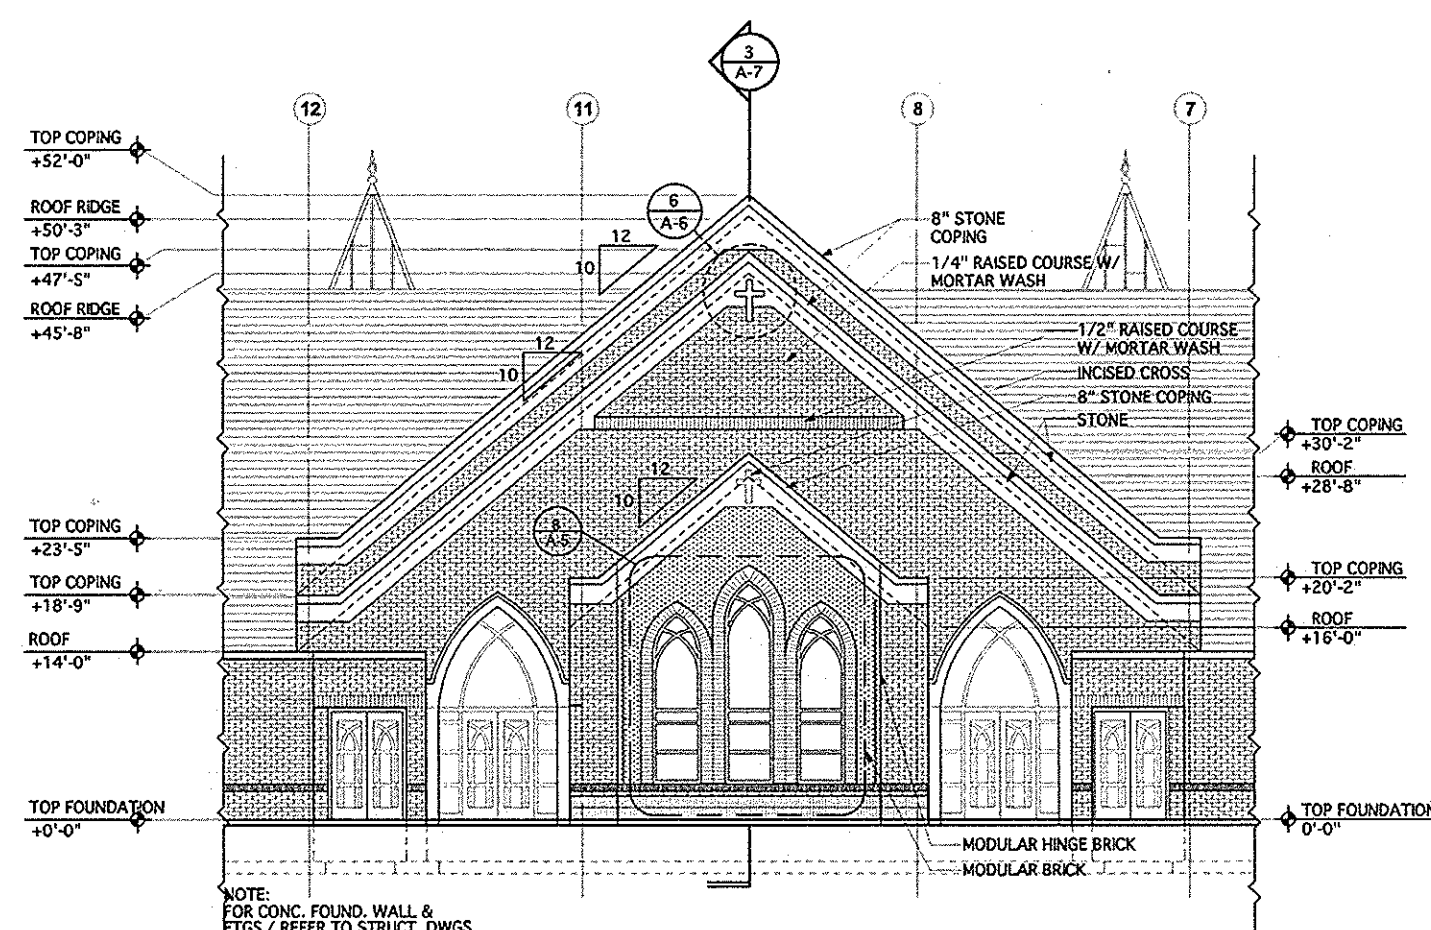 3
A-7
12
11
8
7
TOP COPING
+52'-0"
ROOF RIDGE
+50'-3"
TOP COPING
+47'-5"
ROOF RIDGE
+45'-8"
TOP COPING
+23'-5"
TOP COPING
+18'-9"
ROOF
+14'-0"
TOP FOUNDATION
+0'-0"
6
A-6
12
10
12
10
12
10
8
A-5
8" STONE
COPING
1/4" RAISED COURSE W/
MORTAR WASH
1/2" RAISED COURSE
W/ MORTAR WASH
INCISED CROSS
8" STONE COPING
STONE
TOP COPING
+30'-2"
ROOF
+28'-8"
TOP COPING
+20'-2"
ROOF
+16'-0"
TOP FOUNDATION
0'-0"
MODULAR HINGE BRICK
MODULAR BRICK
NOTE:
FOR CONC. FOUND. WALL &
FTGS / REFER TO STRUCT. DWGS